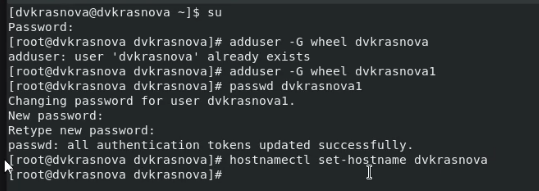 [dvkrasnova@dvkrasnova ~]$ su
Password:
[root@dvkrasnova dvkrasnova]# adduser -G wheel dvkrasnova
adduser: user 'dvkrasnova' already exists
[root@dvkrasnova dvkrasnova]# adduser -G wheel dvkrasnova1
[root@dvkrasnova dvkrasnova]# passwd dvkrasnova1
Changing password for user dvkrasnova1.
New password:
Retype new password:
passwd: all authentication tokens updated successfully.
[root@dvkrasnova dvkrasnova]# hostnamectl set-hostname dvkrasnova
[root@dvkrasnova dvkrasnova]#